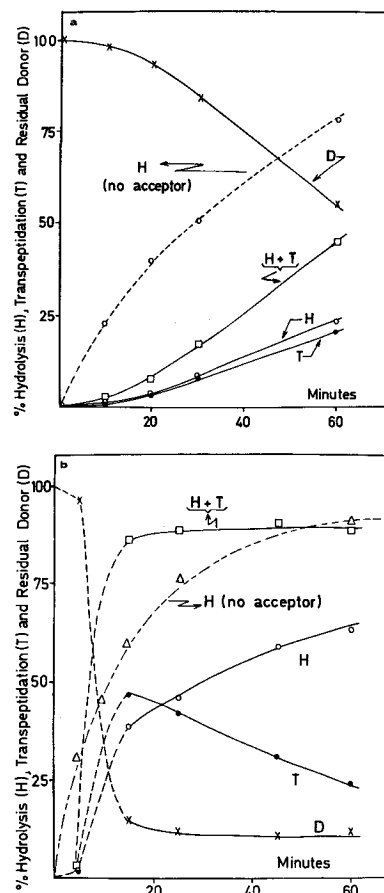 a
% Hydrolysis (H), Transpeptidation (T) and Residual Donor (D)
100
75
50
25
H
(no acceptor)
D
H + T
H
T
Minutes
20
40
60
b
% Hydrolysis (H), Transpeptidation (T) and Residual Donor (D)
100
75
50
25
H + T
H (no acceptor)
H
T
D
Minutes
20
40
60